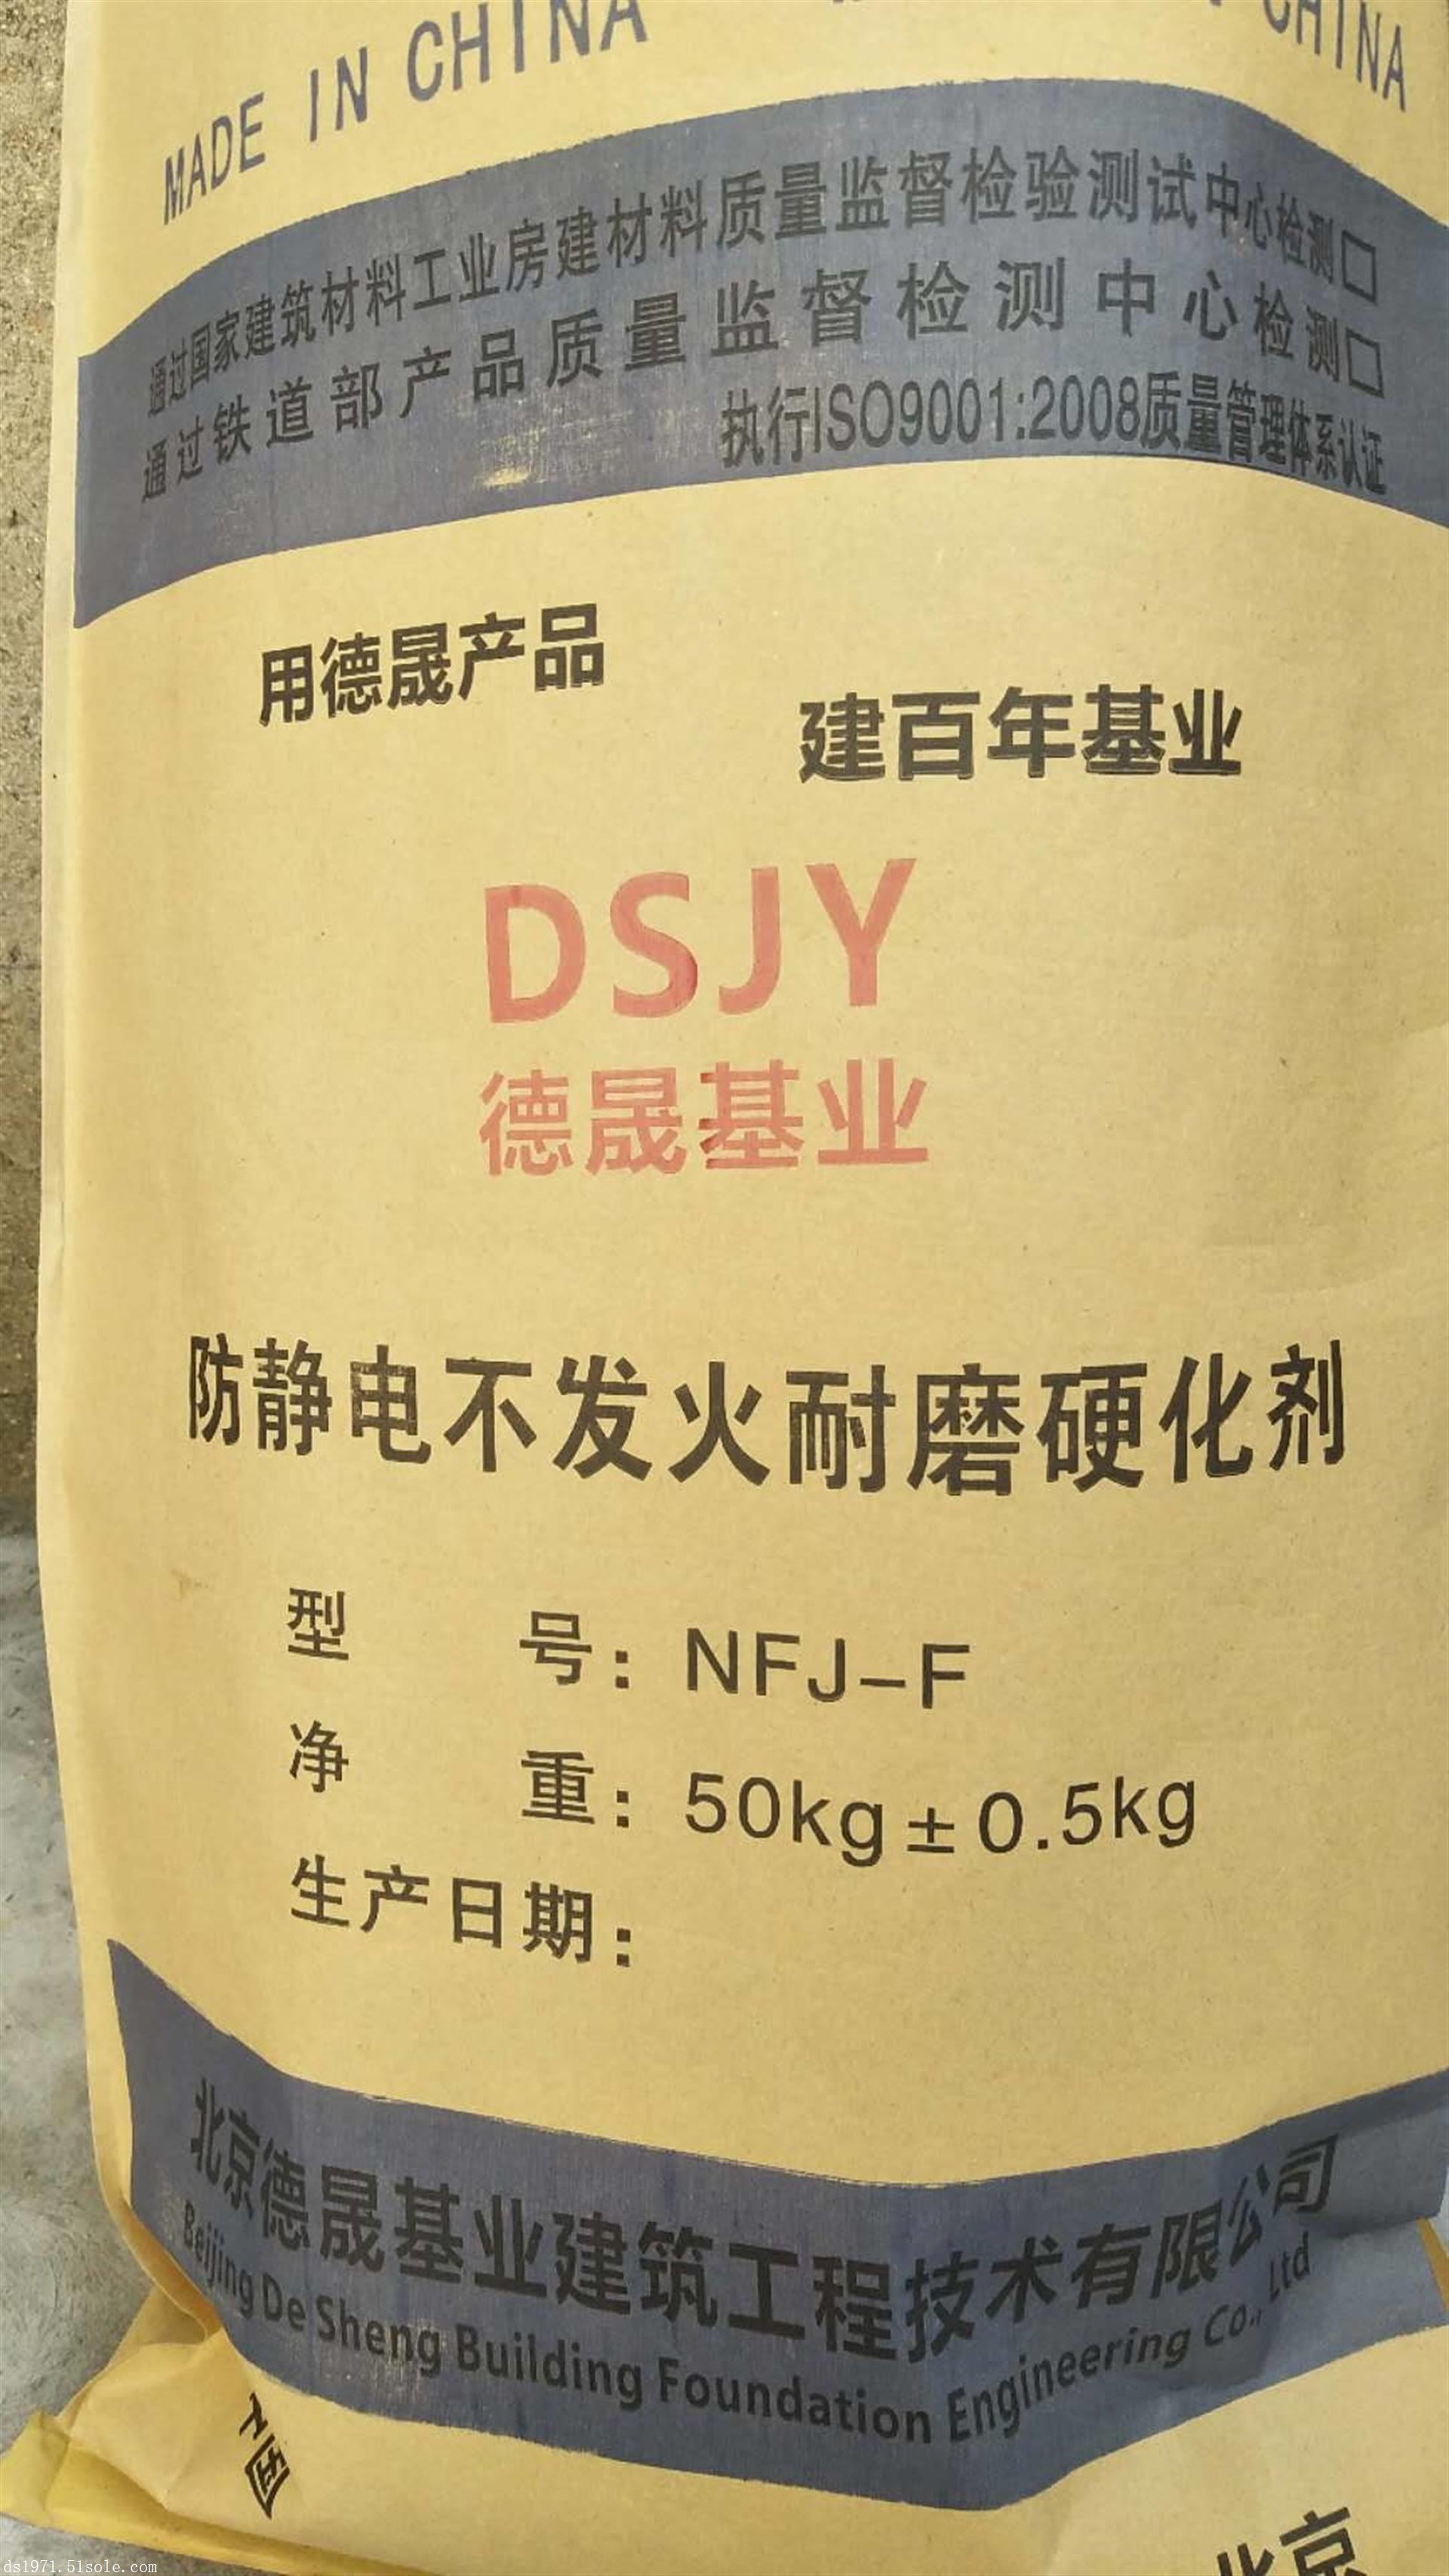 MADE IN CHINA
CHINA
通过国家建筑材料工业房建材料质量监督检验测试中心检测□
通过铁道部产品质量监督检测中心检测□
执行ISO9001:2008质量管理体系认证
用德晟产品
建百年基业
DSJY
德晟基业
防静电不发火耐磨硬化剂
型号：NFJ-F
净重：50kg±0.5kg
生产日期：
北京德晟基业建筑工程技术有限公司
Beijing De Sheng Building Foundation Engineering Co., Ltd
北京
ds1971.51sole.com